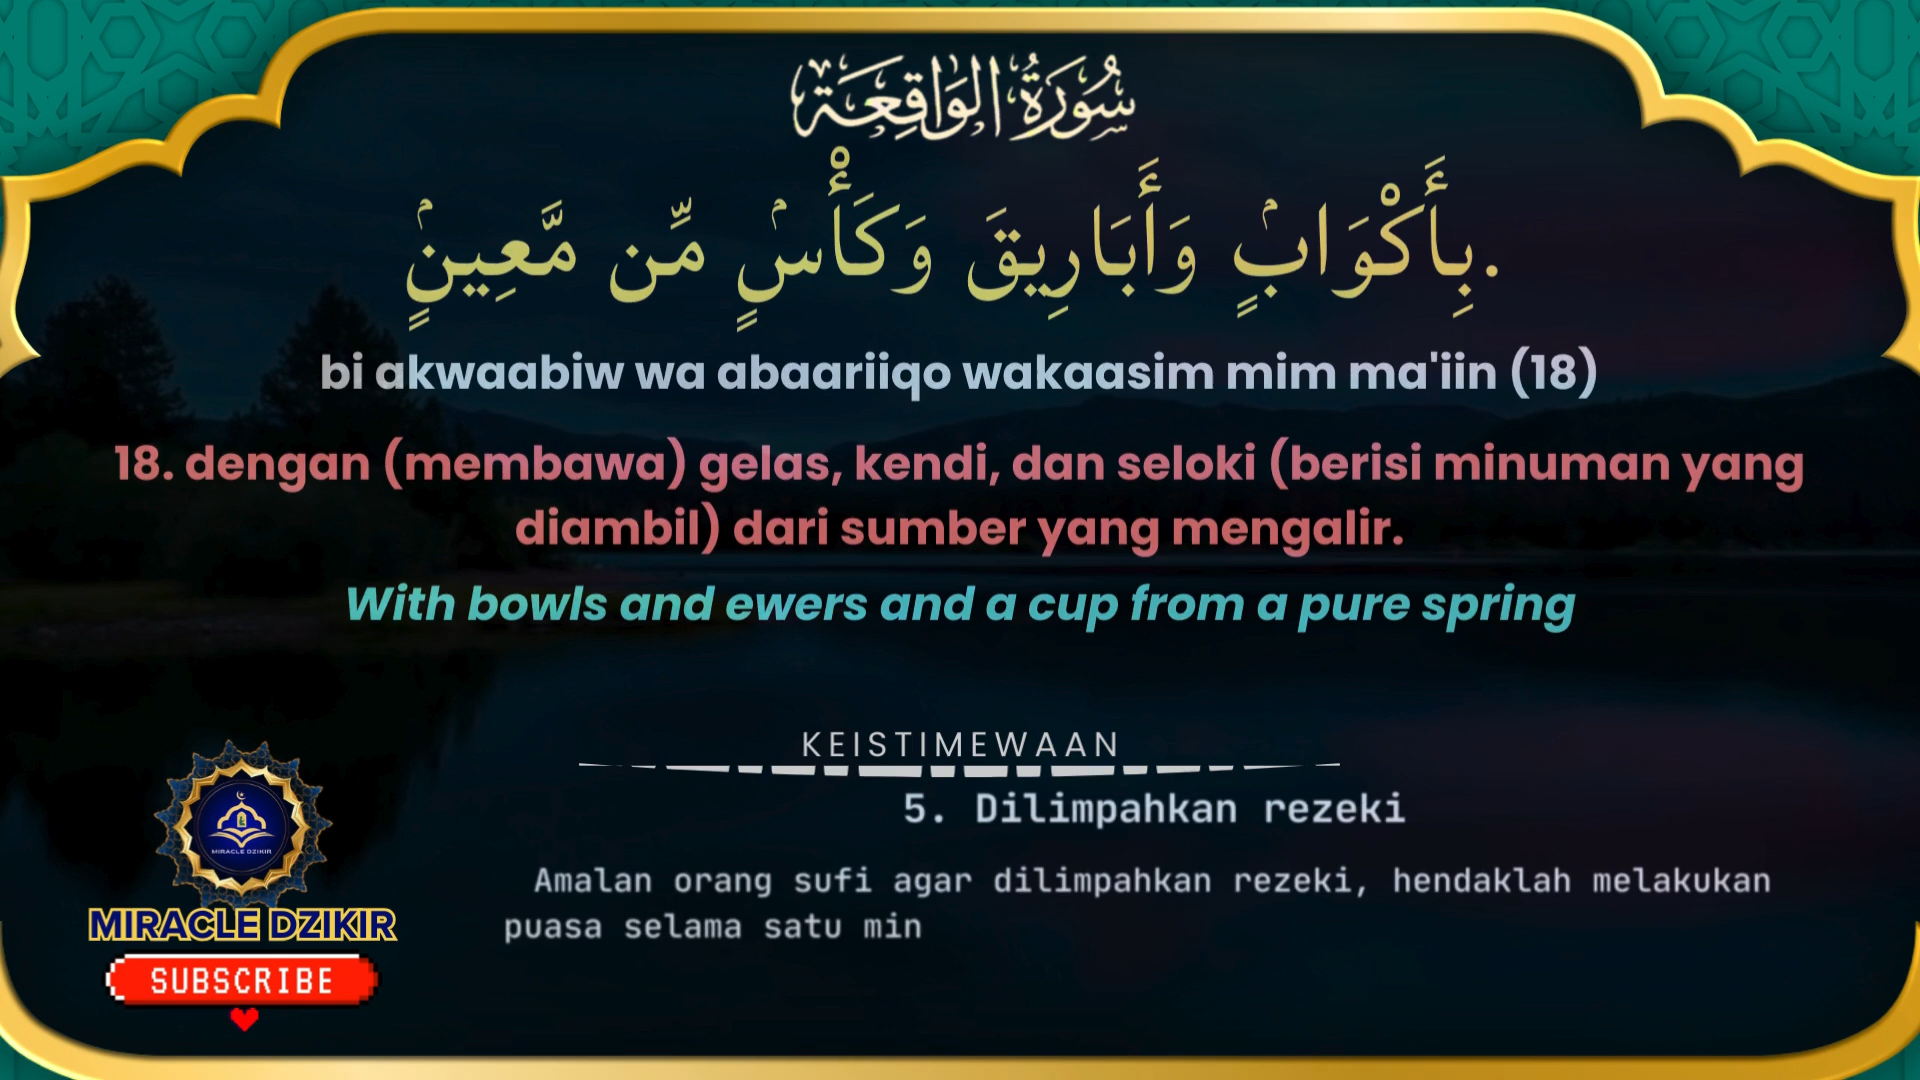 سُورَةُ الوَاقِعَة
بِأَكْوَابٍۢ وَأَبَارِيقَ وَكَأْسٍۢ مِّن مَّعِينٍۢ.
bi akwaabiw wa abaariiqo wakaasim mim ma'iin (18)
18. dengan (membawa) gelas, kendi, dan seloki (berisi minuman yang
diambil) dari sumber yang mengalir.
With bowls and ewers and a cup from a pure spring
KEISTIMEWAAN
5. Dilimpahkan rezeki
Amalan orang sufi agar dilimpahkan rezeki, hendaklah melakukan
puasa selama satu min
MIRACLE DZIKIR
MIRACLE DZIKIR
SUBSCRIBE